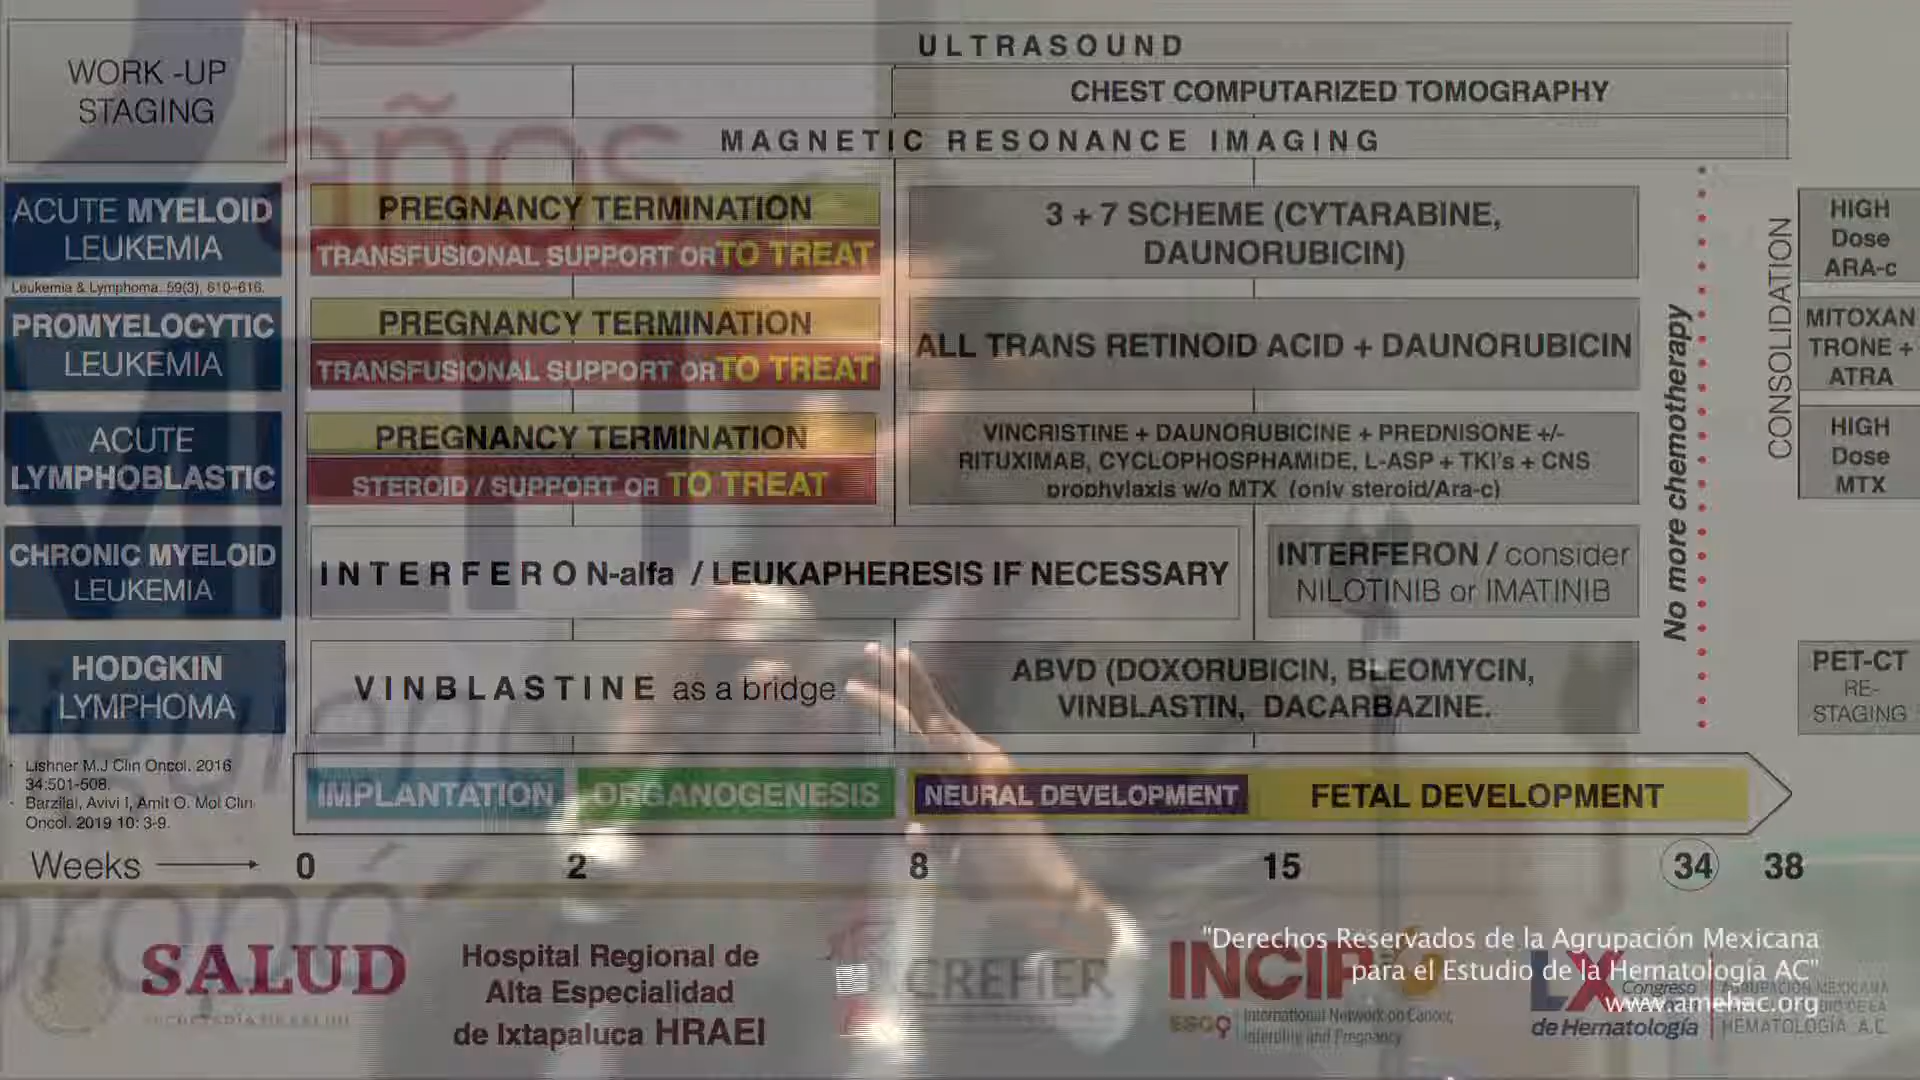 ULTRASOUND
WORK -UP
STAGING
CHEST COMPUTARIZED TOMOGRAPHY
MAGNETIC RESONANCE IMAGING
años
ACUTE MYELOID
LEUKEMIA
PREGNANCY TERMINATION
TRANSFUSIONAL SUPPORT OR TO TREAT
3 + 7 SCHEME (CYTARABINE,
DAUNORUBICIN)
HIGH
Dose
ARA-c
Leukemia & Lymphoma, 59(3), 610–616.
PROMYELOCYTIC
LEUKEMIA
PREGNANCY TERMINATION
TRANSFUSIONAL SUPPORT OR TO TREAT
ALL TRANS RETINOID ACID + DAUNORUBICIN
MITOXAN
TRONE +
ATRA
ACUTE
LYMPHOBLASTIC
PREGNANCY TERMINATION
STEROID / SUPPORT OR TO TREAT
VINCRISTINE + DAUNORUBICINE + PREDNISONE +/-
RITUXIMAB, CYCLOPHOSPHAMIDE, L-ASP + TKI's + CNS
prophylaxis w/o MTX (only steroid/Ara-c)
HIGH
Dose
MTX
No more chemotherapy
CONSOLIDATION
CHRONIC MYELOID
LEUKEMIA
INTERFERON-alfa / LEUKAPHERESIS IF NECESSARY
INTERFERON / consider
NILOTINIB or IMATINIB
HODGKIN
LYMPHOMA
VINBLASTINE as a bridge
ABVD (DOXORUBICIN, BLEOMYCIN,
VINBLASTIN, DACARBAZINE.
PET-CT
RE-
STAGING
· Lishner M.J Clin Oncol. 2016
34:501-508.
· Barzilai, Avivi I, Amit O. Mol Clin
Oncol. 2019 10: 3-9.
IMPLANTATION
ORGANOGENESIS
NEURAL DEVELOPMENT
FETAL DEVELOPMENT
Weeks
0
2
8
15
34
38
SALUD
SECRETARÍA DE SALUD
Hospital Regional de
Alta Especialidad
de Ixtapaluca HRAEI
CREHER
INCIP
ESGO
International Network on Cancer,
Infertility and Pregnancy
LX
Congreso
de Hematología
AGRUPACIÓN MEXICANA
HEMATOLOGÍA A.C.
"Derechos Reservados de la Agrupación Mexicana
para el Estudio de la Hematología AC"
www.amehac.org